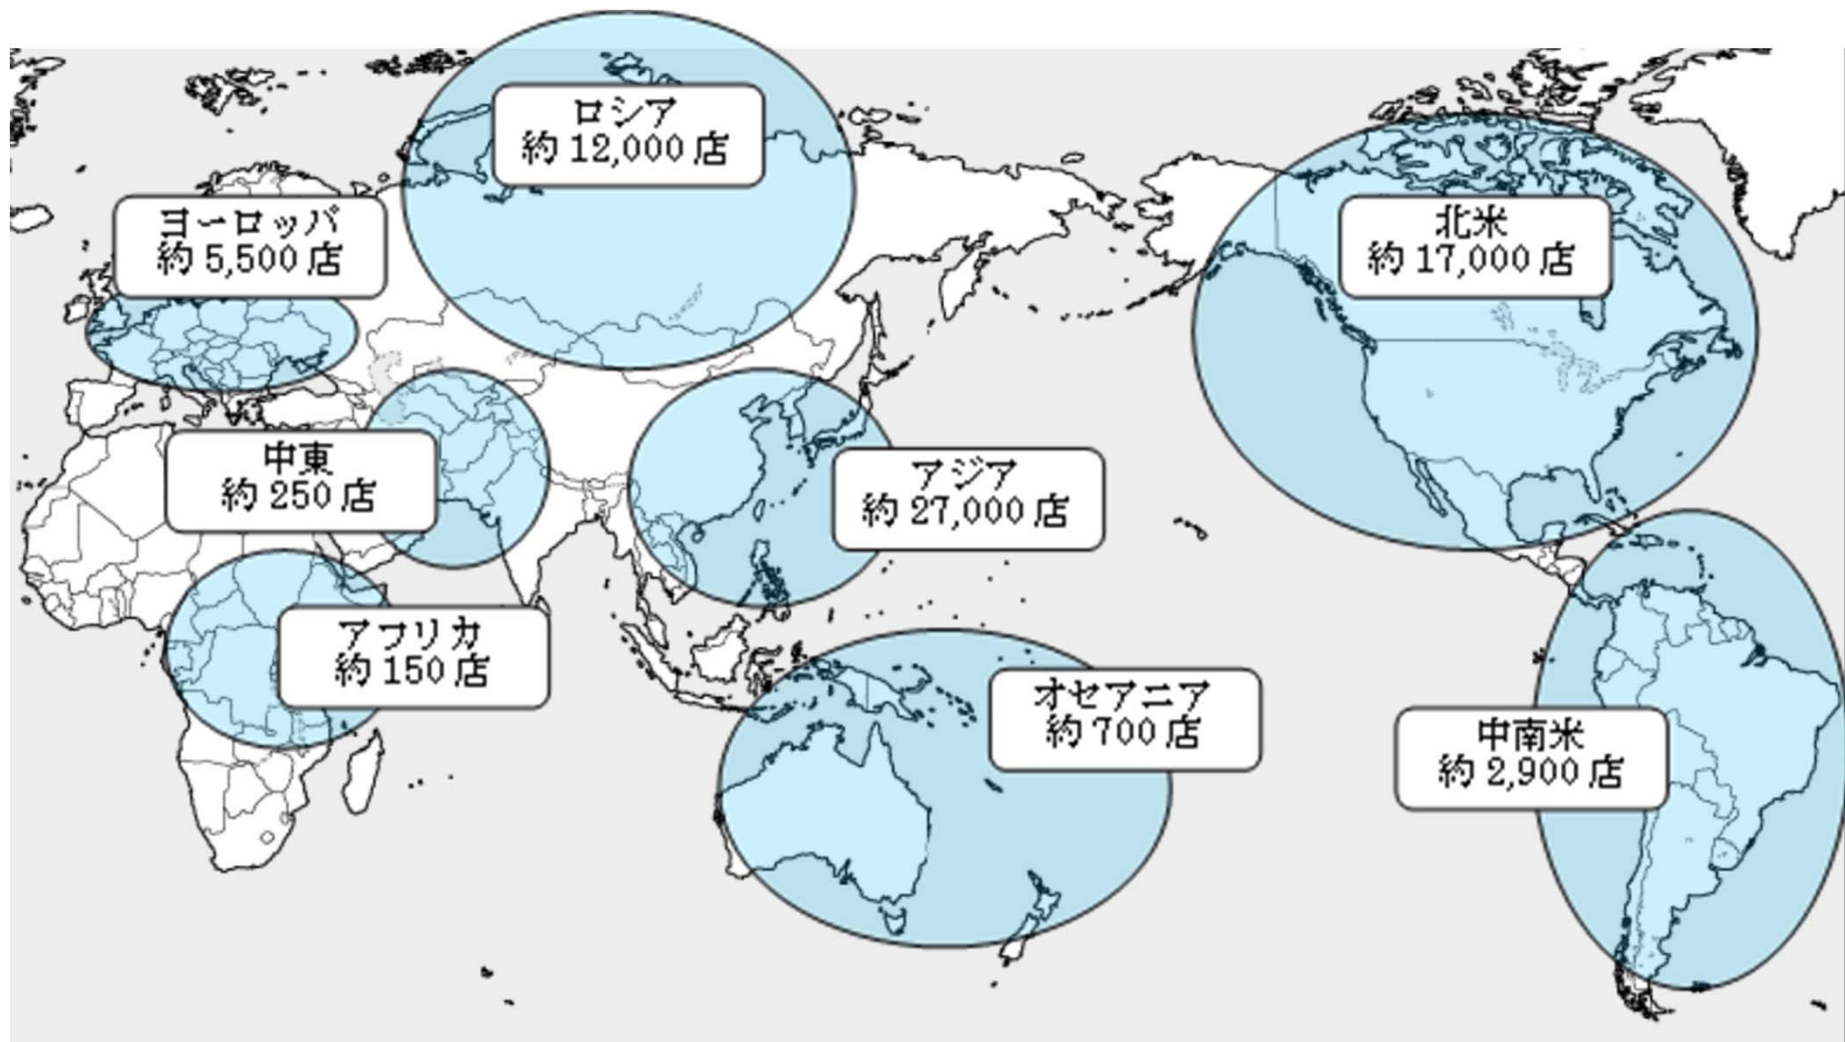 ロシア
約 12,000 店
ヨーロッパ
約 5,500 店
北米
約 17,000 店
中東
約 250 店
アジア
約 27,000 店
アフリカ
約 150 店
オセアニア
約 700 店
中南米
約 2,900 店